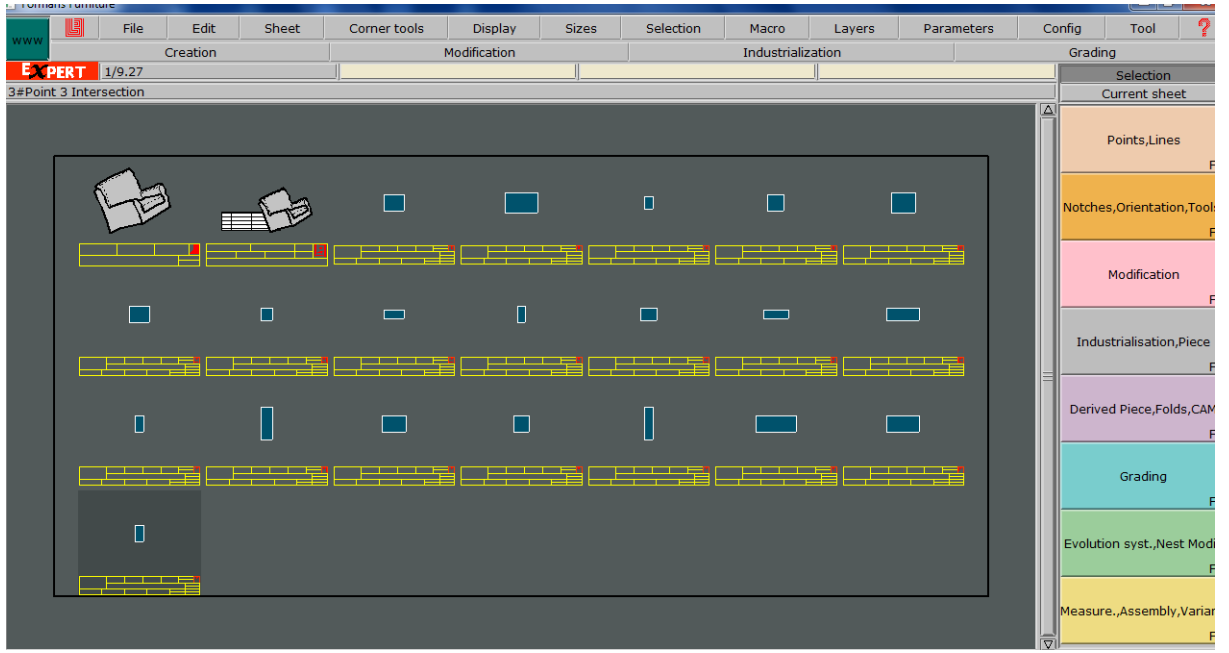 Formans Furniture
www File Edit Sheet Corner tools Display Sizes Selection Macro Layers Parameters Config Tool ?
Creation Modification Industrialization Grading
EXPERT 1/9.27
Selection
3#Point 3 Intersection
Current sheet
Points,Lines
F
Notches,Orientation,Tools
F
Modification
F
Industrialisation,Piece
F
Derived Piece,Folds,CAM
F
Grading
F
Evolution syst.,Nest Modi
F
Measure.,Assembly,Varian
F